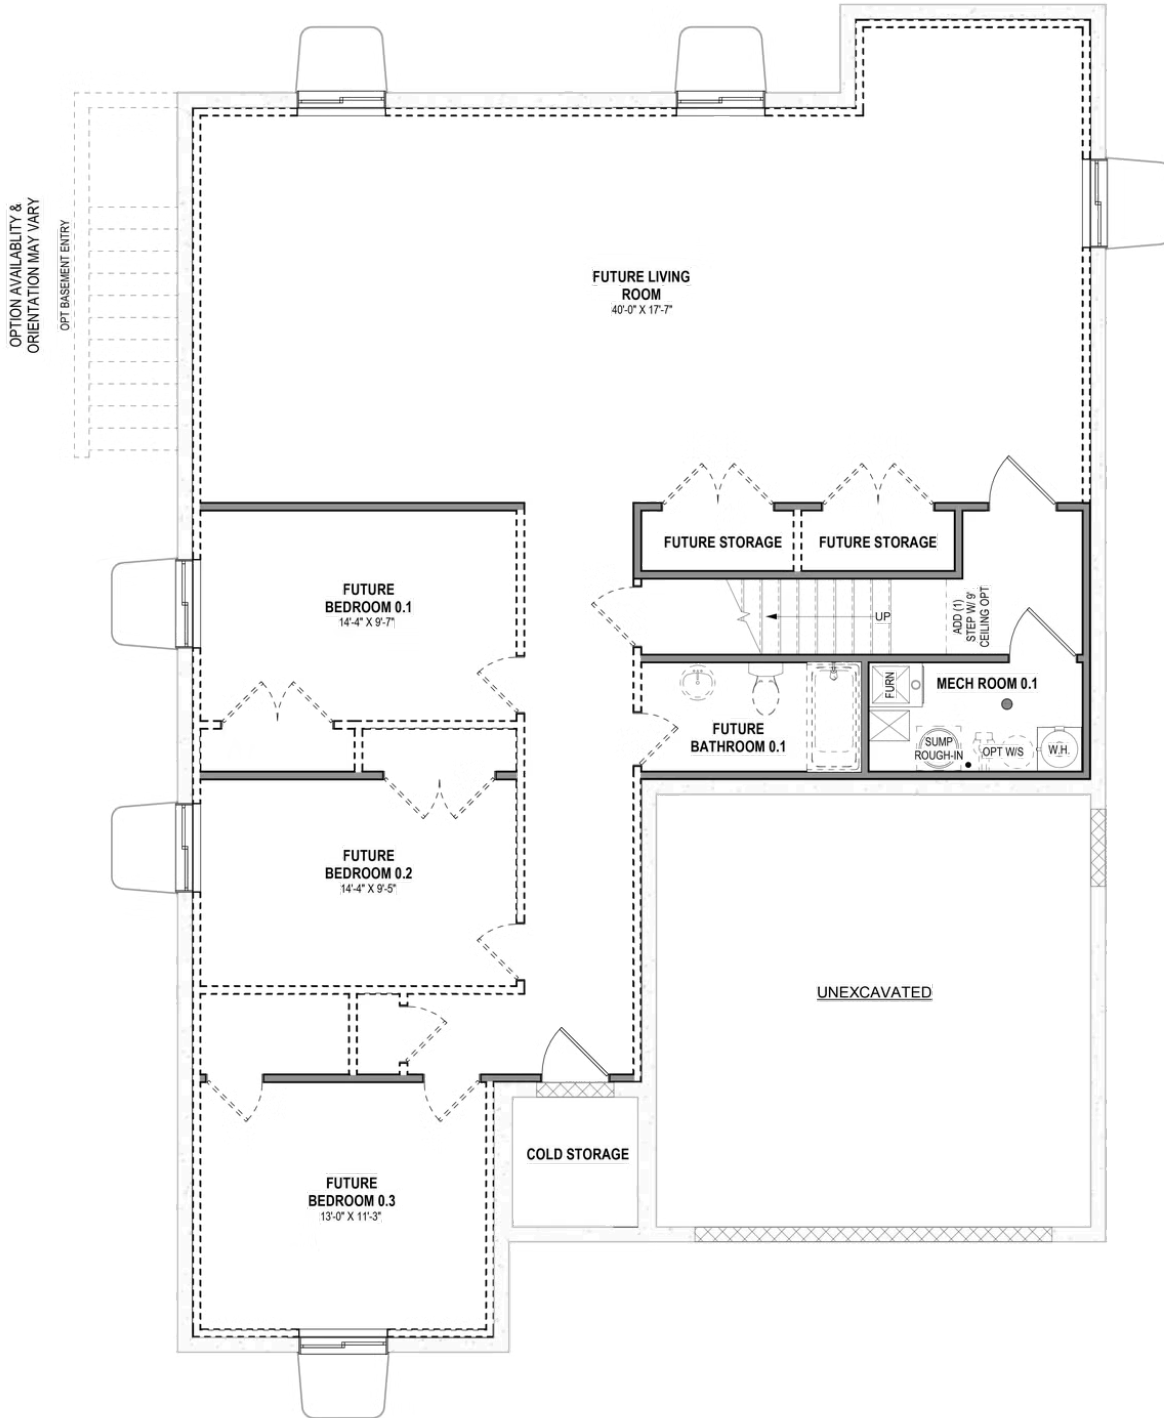 OPTION AVAILABLITY &
ORIENTATION MAY VARY
OPT BASEMENT ENTRY
FUTURE LIVING
ROOM
40'-0" X 17'-7"
FUTURE STORAGE
FUTURE STORAGE
FUTURE
BEDROOM 0.1
14'-4" X 9'-7"
UP
ADD (1)
STEP W/ 9'
CEILING OPT
FURN
MECH ROOM 0.1
FUTURE
BATHROOM 0.1
SUMP
ROUGH-IN
OPT W/S
W.H.
FUTURE
BEDROOM 0.2
14'-4" X 9'-5"
UNEXCAVATED
COLD STORAGE
FUTURE
BEDROOM 0.3
13'-0" X 11'-3"